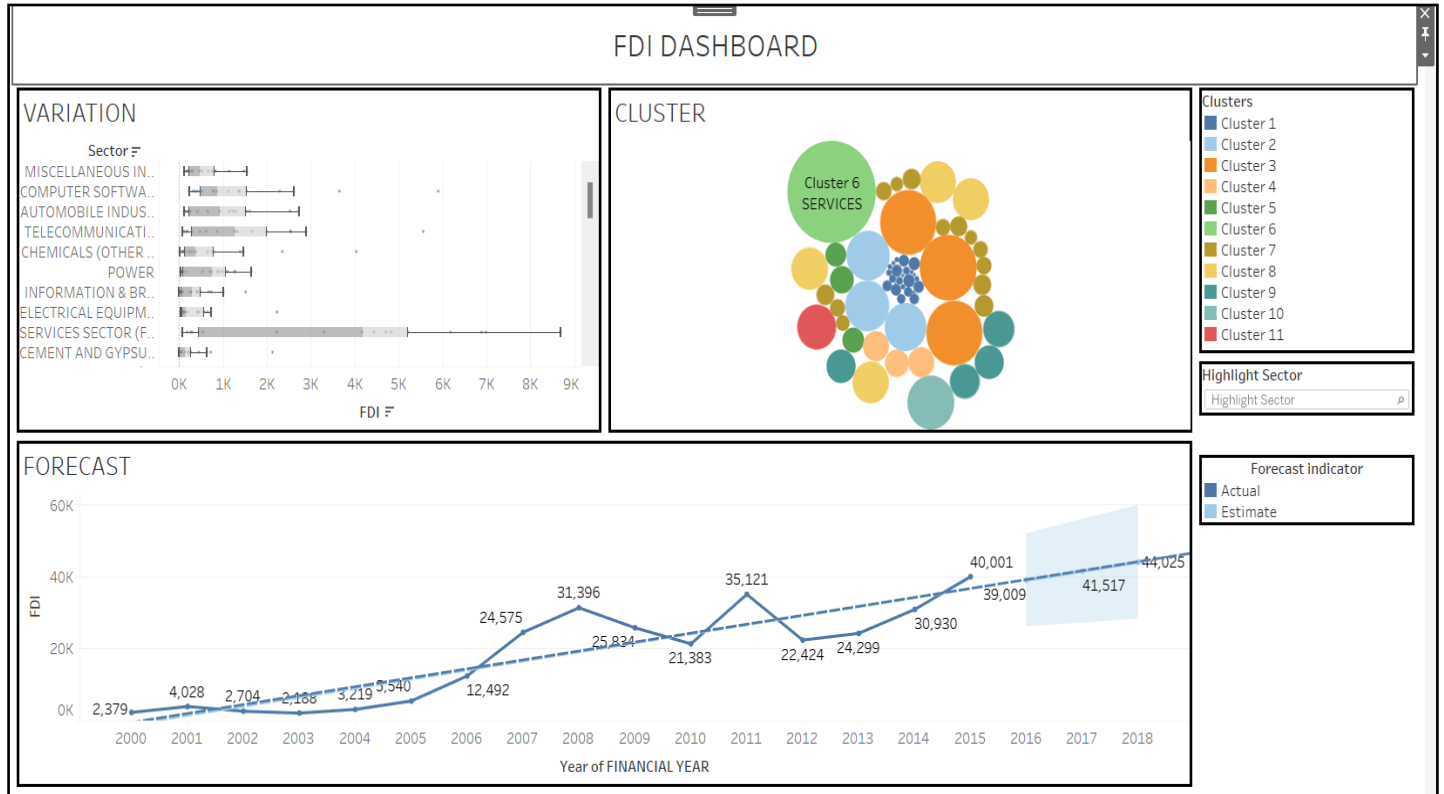 FDI DASHBOARD
VARIATION
Sector
MISCELLANEOUS IN..
COMPUTER SOFTWA..
AUTOMOBILE INDUS..
TELECOMMUNICATI..
CHEMICALS (OTHER ..
POWER
INFORMATION & BR..
ELECTRICAL EQUIPM..
SERVICES SECTOR (F..
CEMENT AND GYPSU..
0K 1K 2K 3K 4K 5K 6K 7K 8K 9K
FDI
CLUSTER
Cluster 6
SERVICES
Clusters
Cluster 1
Cluster 2
Cluster 3
Cluster 4
Cluster 5
Cluster 6
Cluster 7
Cluster 8
Cluster 9
Cluster 10
Cluster 11
Highlight Sector
Highlight Sector
FORECAST
60K
40K
20K
0K
FDI
2,379
4,028
2,704
2,188
3,219
5,540
12,492
24,575
31,396
25,834
21,383
35,121
22,424
24,299
30,930
40,001
39,009
41,517
44,025
2000 2001 2002 2003 2004 2005 2006 2007 2008 2009 2010 2011 2012 2013 2014 2015 2016 2017 2018
Year of FINANCIAL YEAR
Forecast indicator
Actual
Estimate